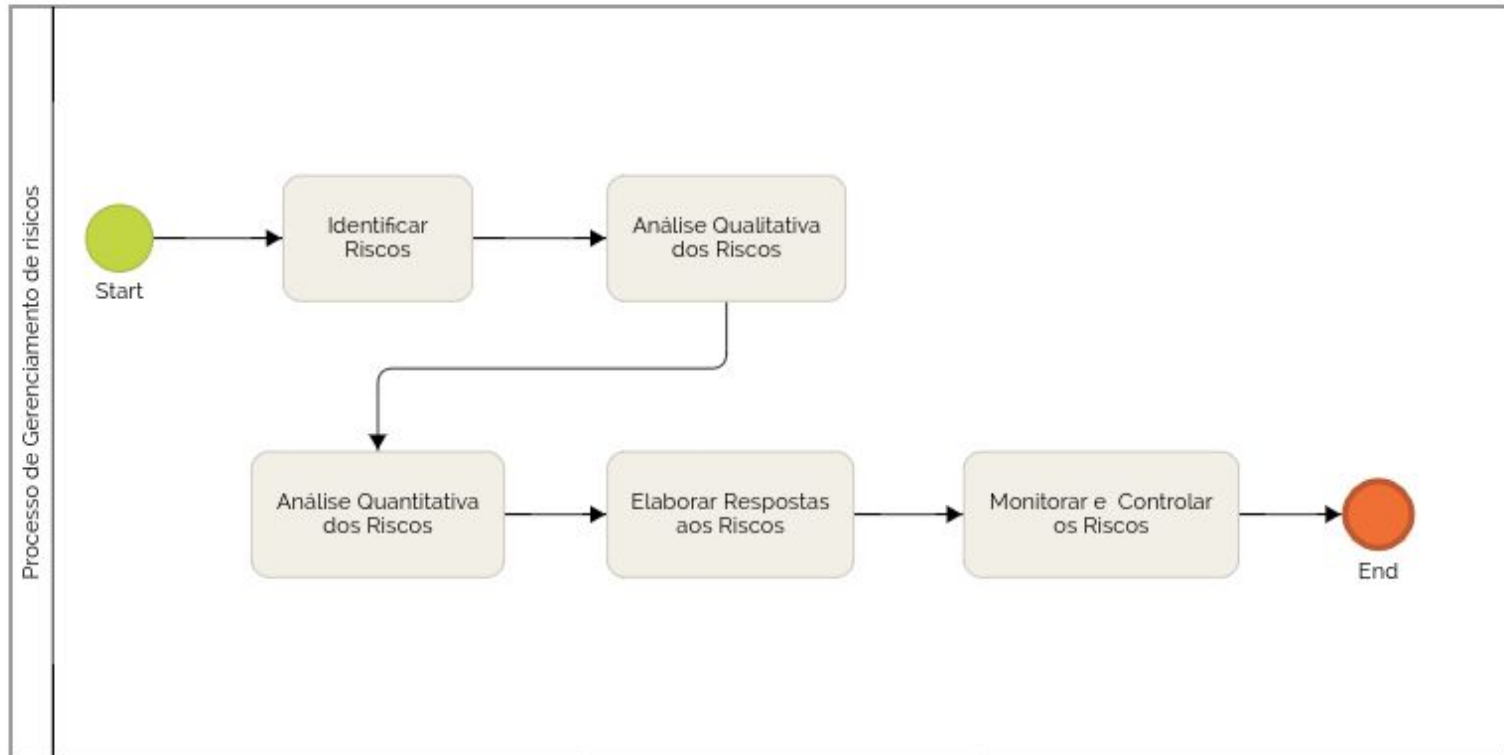 Processo de Gerenciamento de risicos
Start
Identificar
Riscos
Análise Qualitativa
dos Riscos
Análise Quantitativa
dos Riscos
Elaborar Respostas
aos Riscos
Monitorar e  Controlar
os Riscos
End